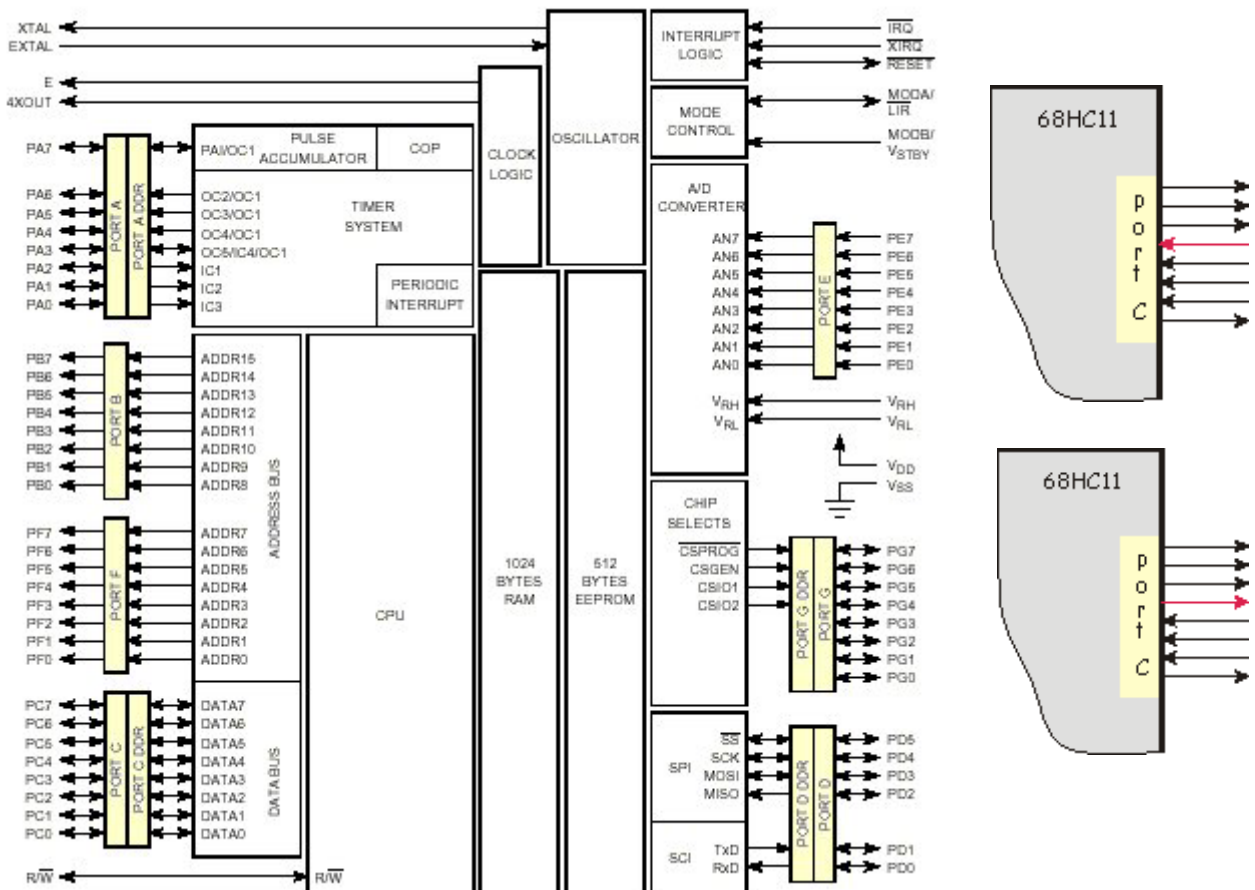 XTAL
EXTAL
E
4XOUT
PA7
PA6
PA5
PA4
PA3
PA2
PA1
PA0
PORT A
PORT A DDR
PAI/OC1
PULSE
ACCUMULATOR
COP
OC2/OC1
OC3/OC1
OC4/OC1
OC5/IC4/OC1
IC1
IC2
IC3
TIMER
SYSTEM
PERIODIC
INTERRUPT
CLOCK
LOGIC
OSCILLATOR
PB7
PB6
PB5
PB4
PB3
PB2
PB1
PB0
PORT B
ADDR15
ADDR14
ADDR13
ADDR12
ADDR11
ADDR10
ADDR9
ADDR8
PF7
PF6
PF5
PF4
PF3
PF2
PF1
PF0
PORT F
ADDR7
ADDR6
ADDR5
ADDR4
ADDR3
ADDR2
ADDR1
ADDR0
ADDRESS BUS
PC7
PC6
PC5
PC4
PC3
PC2
PC1
PC0
PORT C
PORT C DDR
DATA7
DATA6
DATA5
DATA4
DATA3
DATA2
DATA1
DATA0
DATA BUS
R/W
R/W
CPU
1024
BYTES
RAM
512
BYTES
EEPROM
INTERRUPT
LOGIC
IRQ
XIRQ
RESET
MODE
CONTROL
MODA/
LIR
MODB/
VSTBY
A/D
CONVERTER
AN7
AN6
AN5
AN4
AN3
AN2
AN1
AN0
VRH
VRL
PORT E
PE7
PE6
PE5
PE4
PE3
PE2
PE1
PE0
VRH
VRL
VDD
VSS
CHIP
SELECTS
CSPROG
CSGEN
CSIO1
CSIO2
PORT G DDR
PORT G
PG7
PG6
PG5
PG4
PG3
PG2
PG1
PG0
SPI
SS
SCK
MOSI
MISO
SCI
TxD
RxD
PORT D DDR
PORT D
PD5
PD4
PD3
PD2
PD1
PD0
68HC11
port C
68HC11
port C